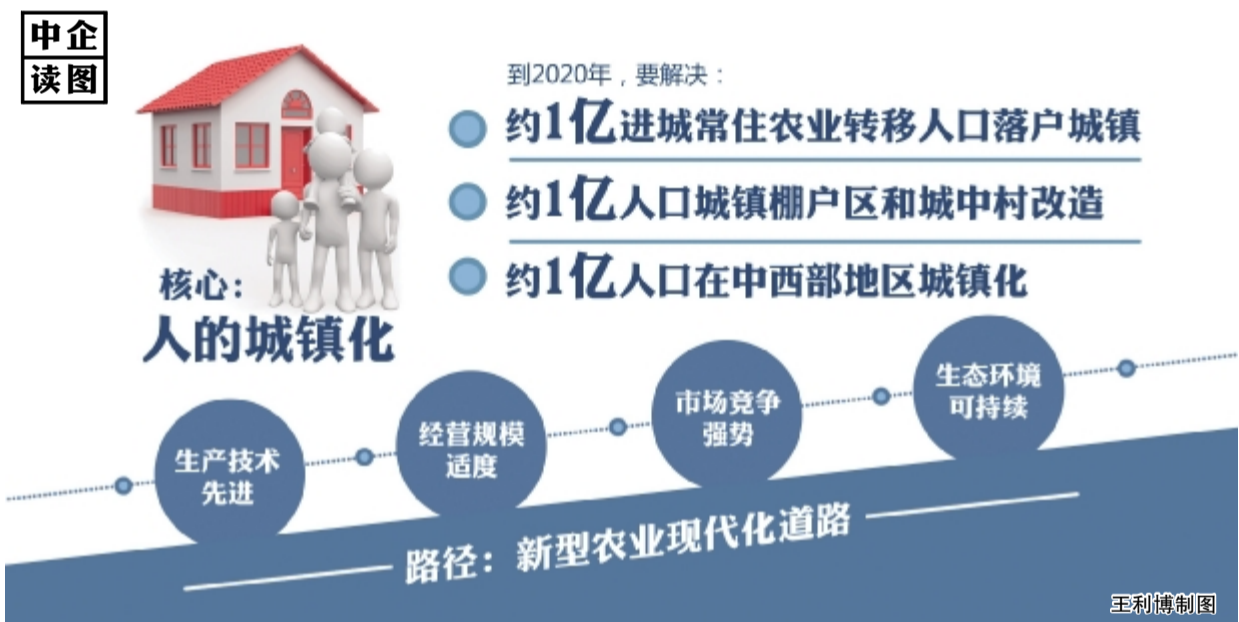 中企
读图
到2020年，要解决：
约1亿进城常住农业转移人口落户城镇
约1亿人口城镇棚户区和城中村改造
约1亿人口在中西部地区城镇化
核心：
人的城镇化
生产技术
先进
经营规模
适度
市场竞争
强势
生态环境
可持续
路径：新型农业现代化道路
王利博制图